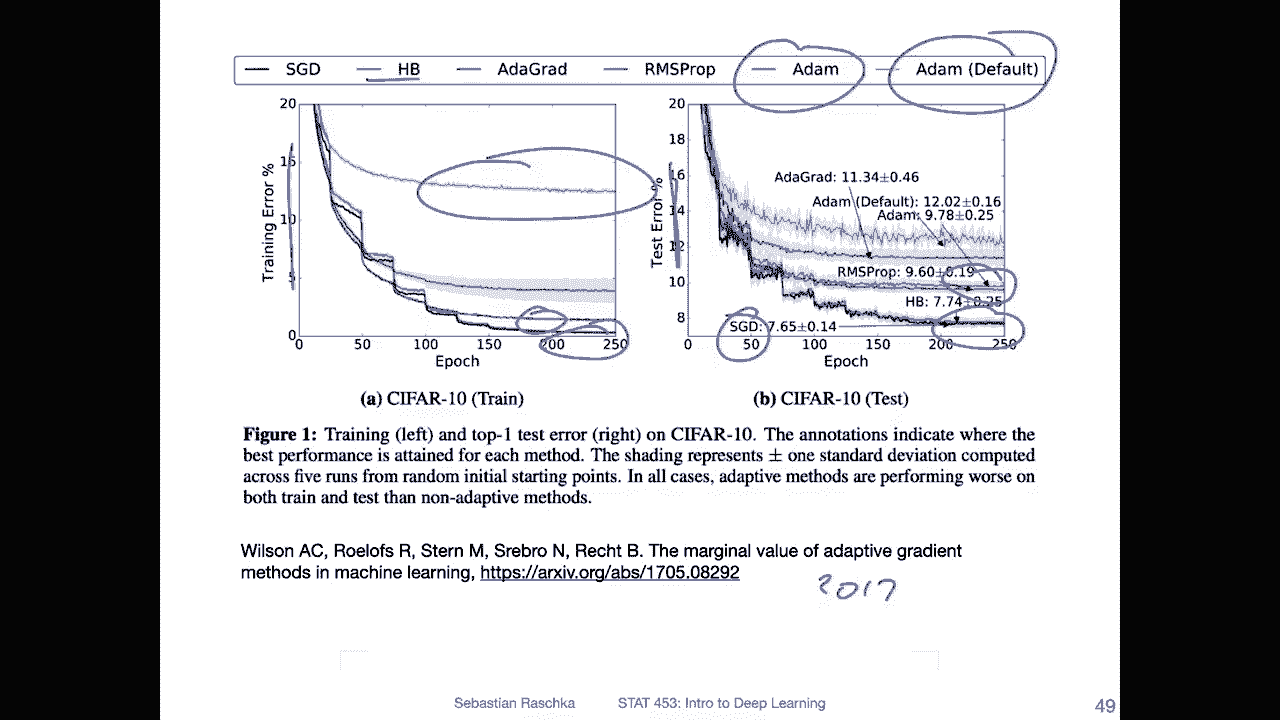 SGD HB AdaGrad RMSProp Adam Adam (Default)
20
15
10
5
0
0 50 100 150 200 250
Training Error %
Epoch
20
18
16
14
12
10
8
0 50 100 150 200 250
Test Error %
Epoch
AdaGrad: 11.34±0.46
Adam (Default): 12.02±0.16
Adam: 9.78±0.25
RMSProp: 9.60±0.19
HB: 7.74±0.25
SGD: 7.65±0.14
(a) CIFAR-10 (Train)
(b) CIFAR-10 (Test)
Figure 1: Training (left) and top-1 test error (right) on CIFAR-10. The annotations indicate where the
best performance is attained for each method. The shading represents ± one standard deviation computed
across five runs from random initial starting points. In all cases, adaptive methods are performing worse on
both train and test than non-adaptive methods.
Wilson AC, Roelofs R, Stern M, Srebro N, Recht B. The marginal value of adaptive gradient
methods in machine learning, https://arxiv.org/abs/1705.08292
2017
Sebastian Raschka STAT 453: Intro to Deep Learning
49